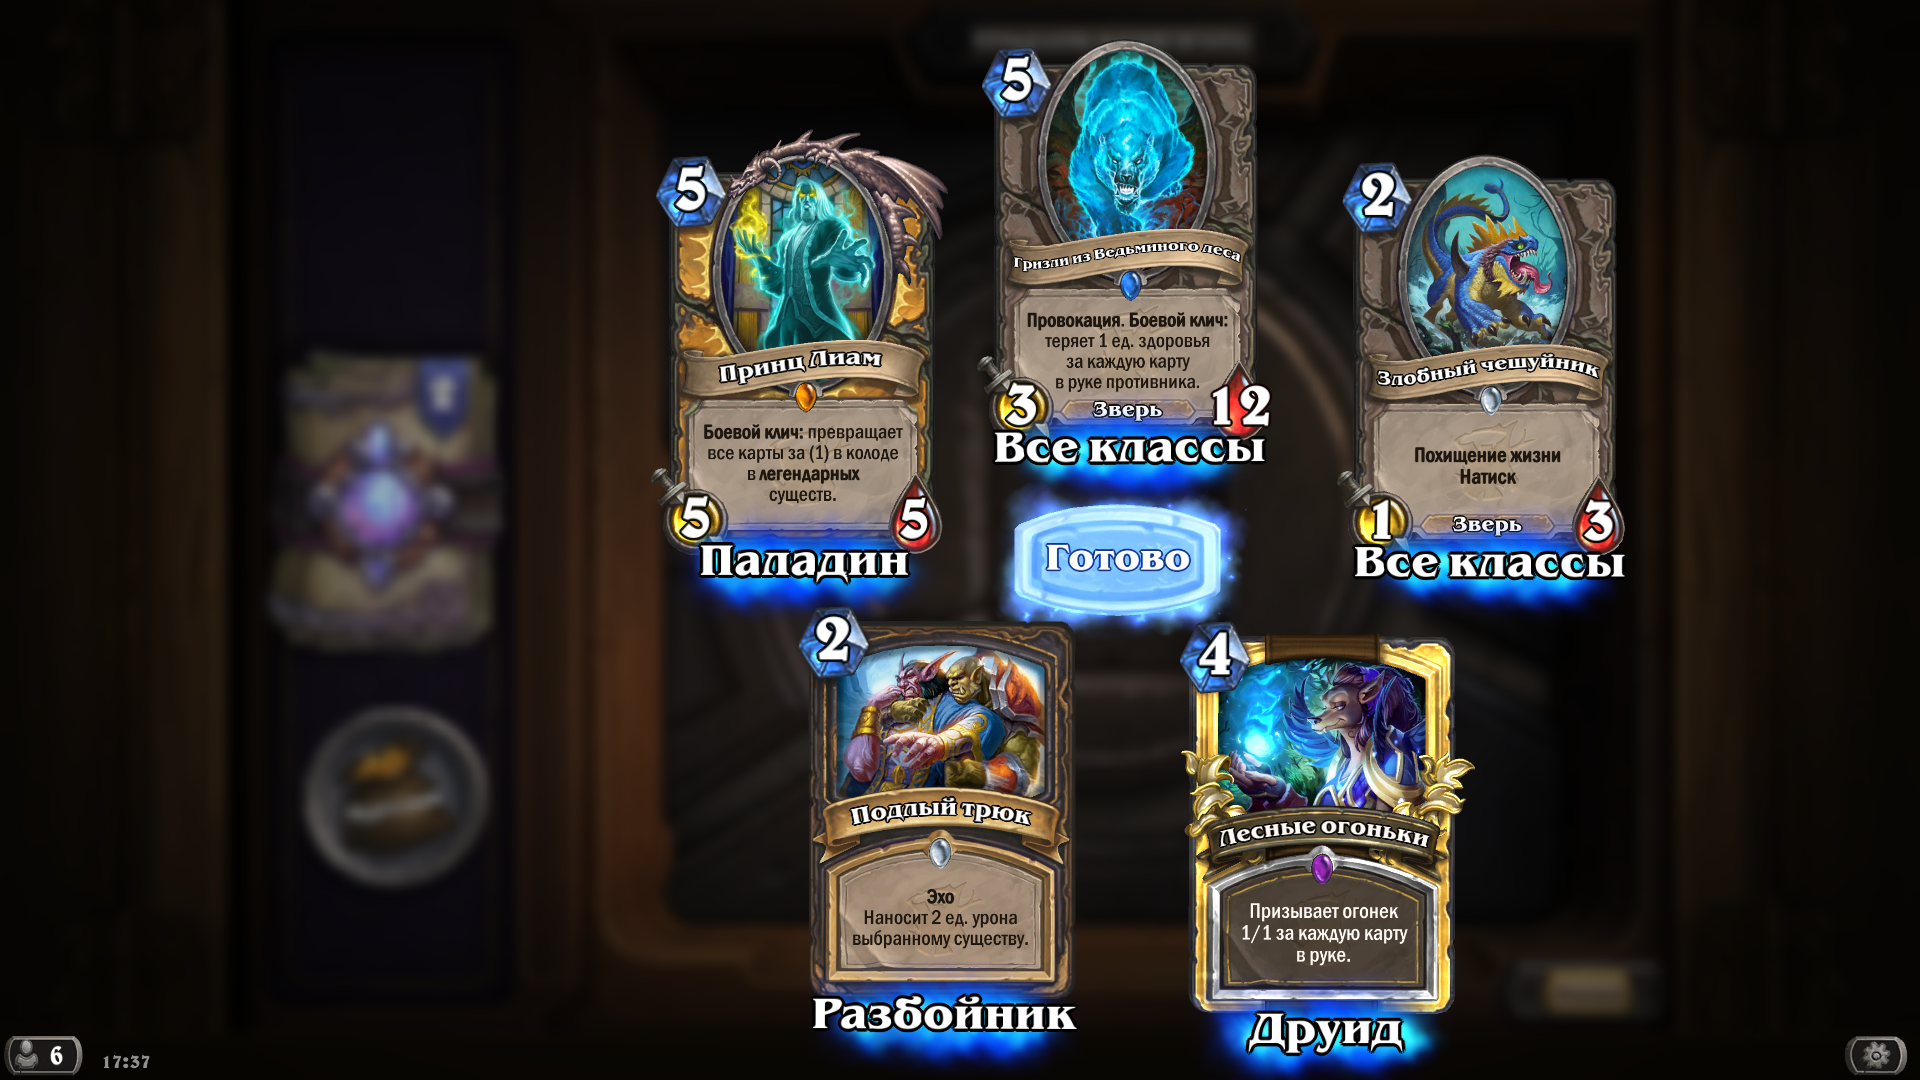 5
Гризли из Ведьминого леса
Провокация. Боевой клич:
теряет 1 ед. здоровья
за каждую карту
в руке противника.
3
Зверь
12
Все классы
5
Принц Лиам
Боевой клич: превращает
все карты за (1) в колоде
в легендарных
существ.
5
5
Паладин
2
Злобный чешуйник
Похищение жизни
Натиск
1
Зверь
3
Все классы
Готово
2
Подлый трюк
Эхо
Наносит 2 ед. урона
выбранному существу.
Разбойник
4
Лесные огоньки
Призывает огонек
1/1 за каждую карту
в руке.
Друид
6
17:37